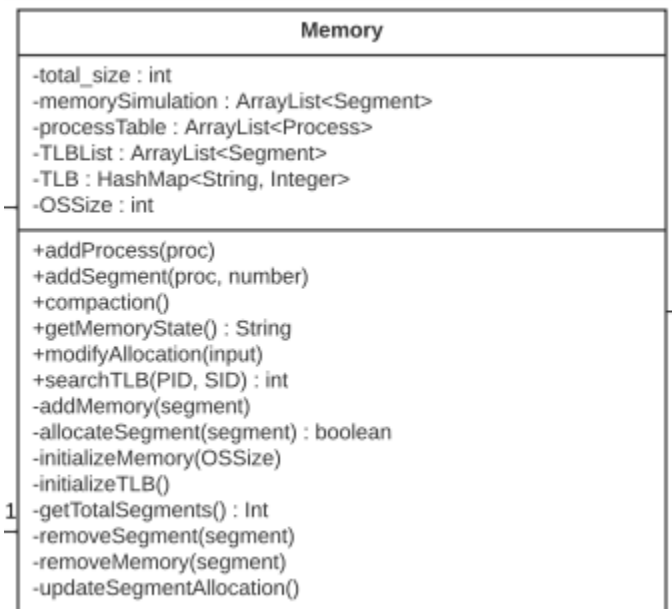 Memory
-total_size : int
-memorySimulation : ArrayList<Segment>
-processTable : ArrayList<Process>
-TLBList : ArrayList<Segment>
-TLB : HashMap<String, Integer>
-OSSize : int
+addProcess(proc)
+addSegment(proc, number)
+compaction()
+getMemoryState() : String
+modifyAllocation(input)
+searchTLB(PID, SID) : int
-addMemory(segment)
-allocateSegment(segment) : boolean
-initializeMemory(OSSize)
-initializeTLB()
1
-getTotalSegments() : Int
-removeSegment(segment)
-removeMemory(segment)
-updateSegmentAllocation()